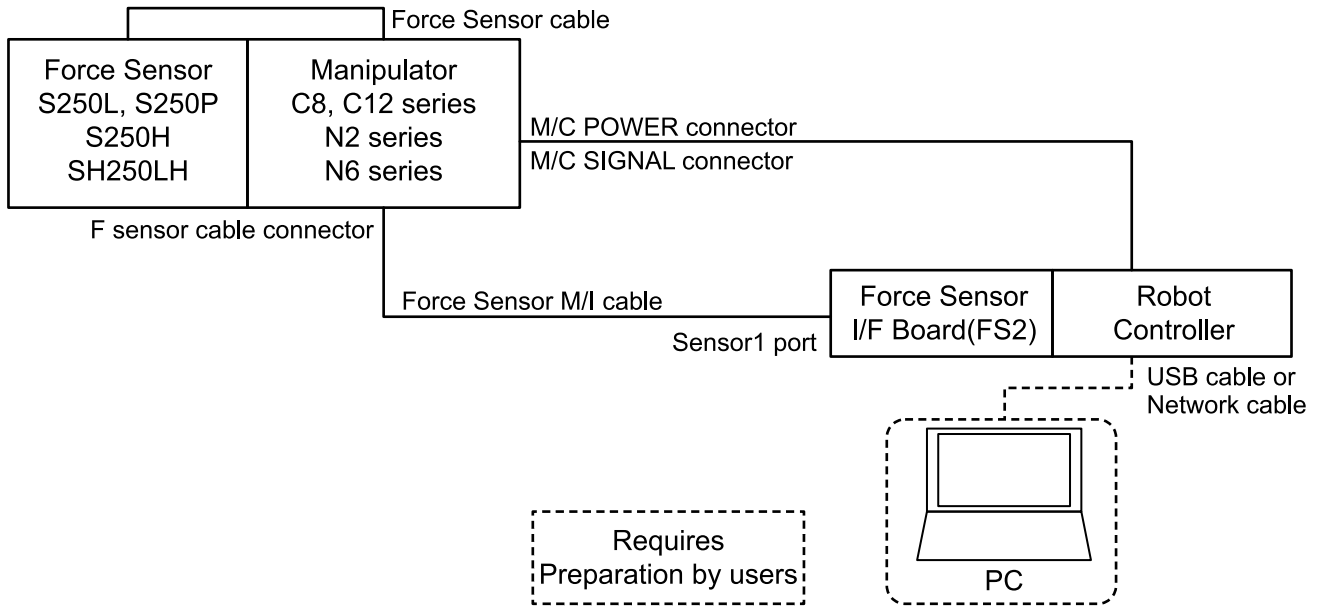 Force Sensor cable
Force Sensor
S250L, S250P
S250H
SH250LH
Manipulator
C8, C12 series
N2 series
N6 series
M/C POWER connector
M/C SIGNAL connector
F sensor cable connector
Force Sensor M/I cable
Sensor1 port
Force Sensor
I/F Board(FS2)
Robot
Controller
USB cable or
Network cable
PC
Requires
Preparation by users